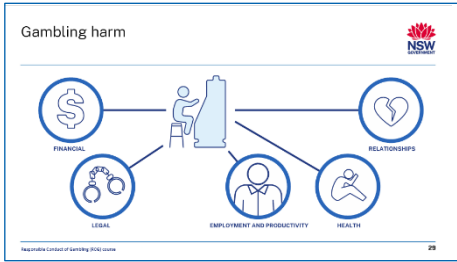 Gambling harm
NSW
GOVERNMENT
$
FINANCIAL
RELATIONSHIPS
LEGAL
EMPLOYMENT AND PRODUCTIVITY
HEALTH
Responsible Conduct of Gambling (RCG) course
29